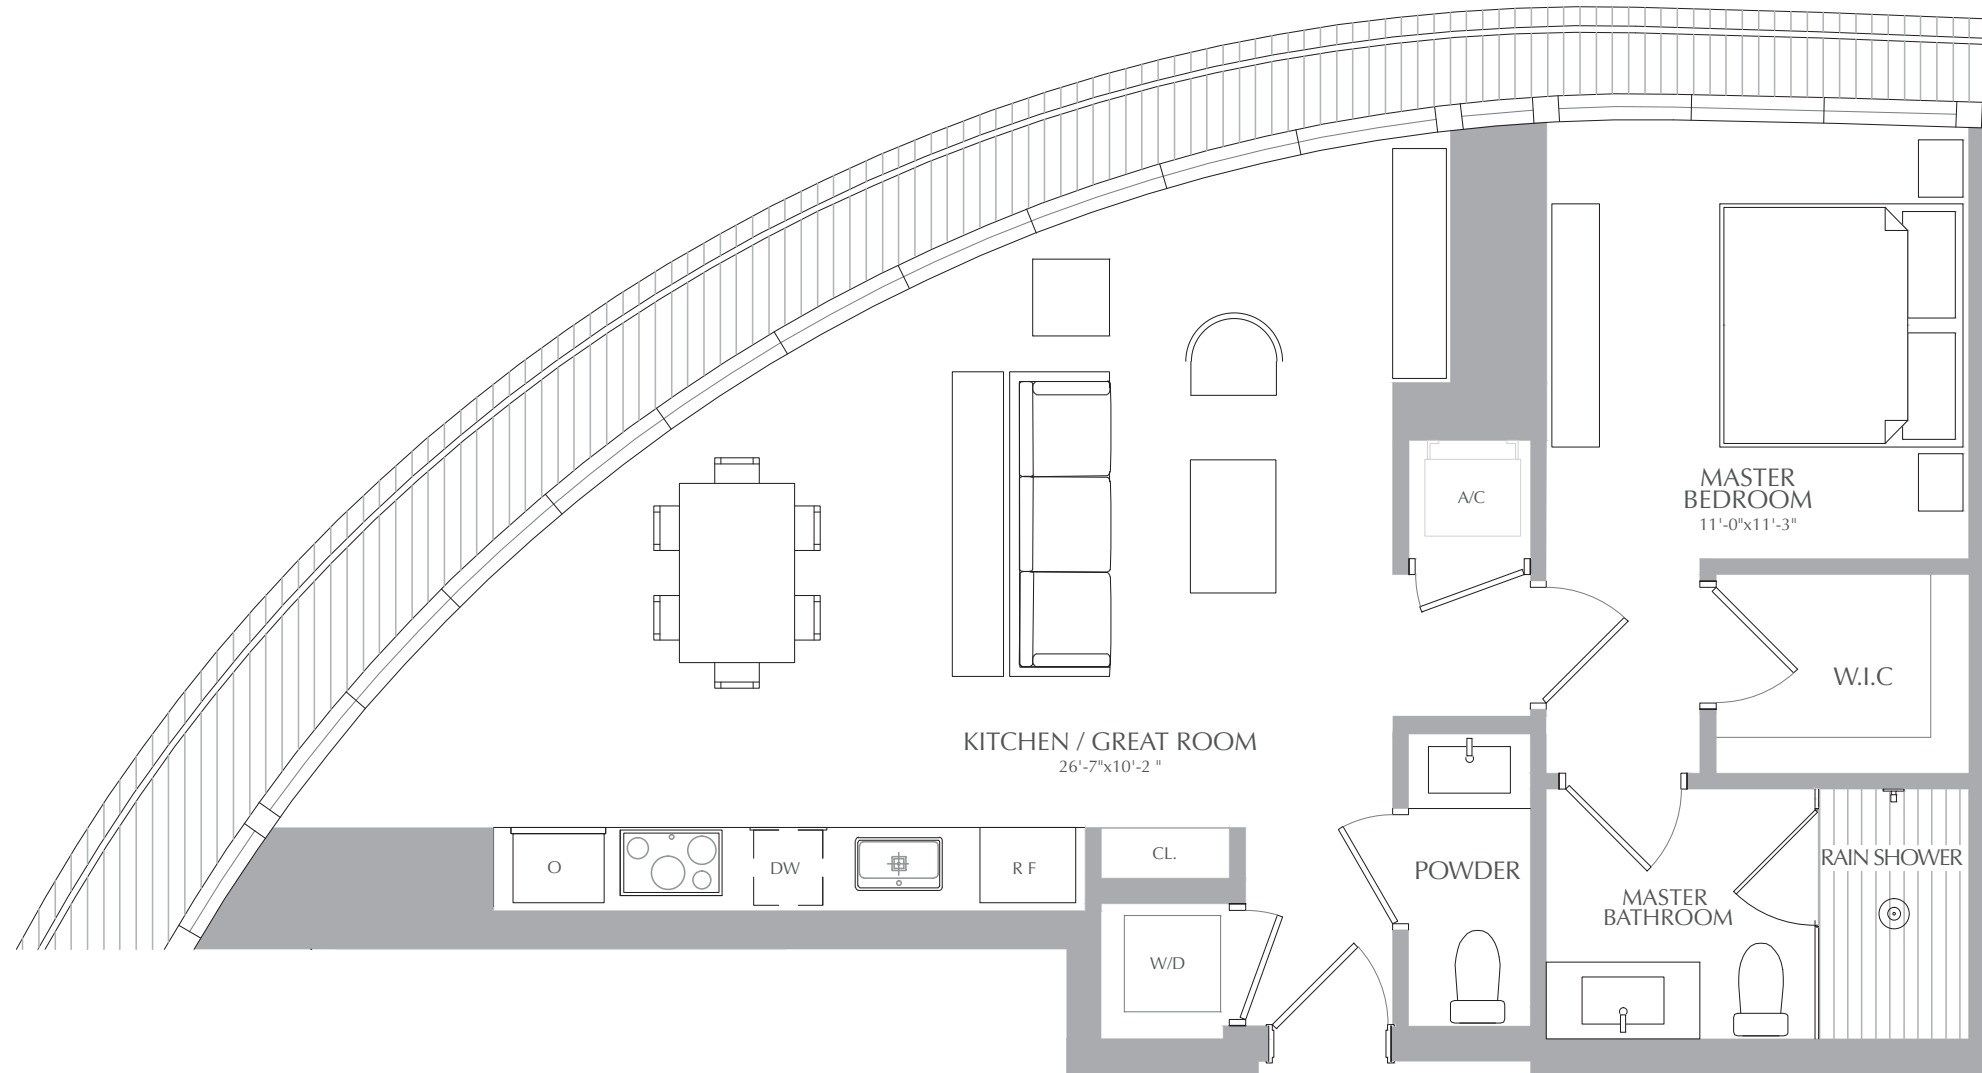 A/C
MASTER
BEDROOM
11'-0"x11'-3"
W.I.C
KITCHEN / GREAT ROOM
26'-7"x10'-2 "
O
DW
R F
CL.
POWDER
RAIN SHOWER
MASTER
BATHROOM
W/D